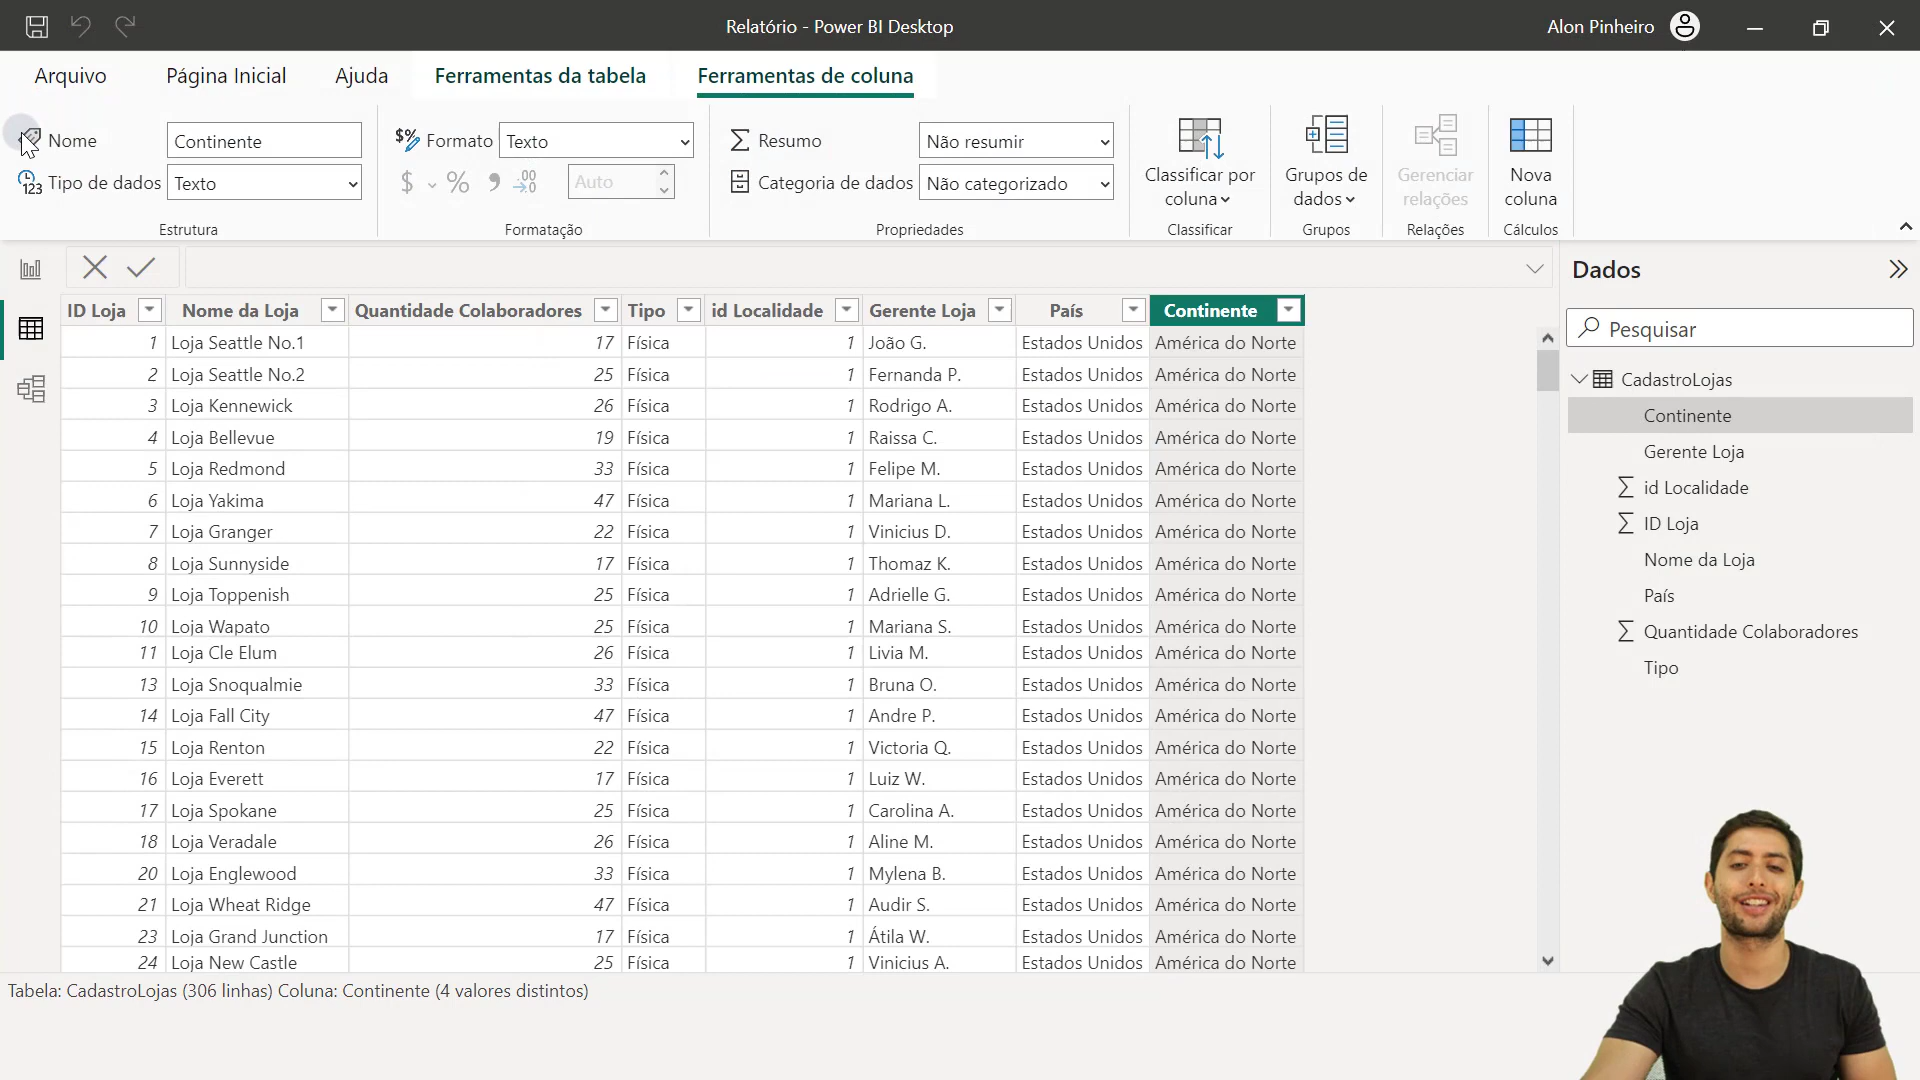 Relatório - Power BI Desktop
Alon Pinheiro
Arquivo Página Inicial Ajuda Ferramentas da tabela Ferramentas de coluna
Nome Continente
Tipo de dados Texto
Estrutura
Formato Texto
$ % Auto
Formatação
Resumo Não resumir
Categoria de dados Não categorizado
Propriedades
Classificar por
coluna
Classificar
Grupos de
dados
Grupos
Gerenciar
relações
Relações
Nova
coluna
Cálculos
ID Loja Nome da Loja Quantidade Colaboradores Tipo id Localidade Gerente Loja País Continente
1 Loja Seattle No.1 17 Física 1 João G. Estados Unidos América do Norte
2 Loja Seattle No.2 25 Física 1 Fernanda P. Estados Unidos América do Norte
3 Loja Kennewick 26 Física 1 Rodrigo A. Estados Unidos América do Norte
4 Loja Bellevue 19 Física 1 Raissa C. Estados Unidos América do Norte
5 Loja Redmond 33 Física 1 Felipe M. Estados Unidos América do Norte
6 Loja Yakima 47 Física 1 Mariana L. Estados Unidos América do Norte
7 Loja Granger 22 Física 1 Vinicius D. Estados Unidos América do Norte
8 Loja Sunnyside 17 Física 1 Thomaz K. Estados Unidos América do Norte
9 Loja Toppenish 25 Física 1 Adrielle G. Estados Unidos América do Norte
10 Loja Wapato 25 Física 1 Mariana S. Estados Unidos América do Norte
11 Loja Cle Elum 26 Física 1 Livia M. Estados Unidos América do Norte
13 Loja Snoqualmie 33 Física 1 Bruna O. Estados Unidos América do Norte
14 Loja Fall City 47 Física 1 Andre P. Estados Unidos América do Norte
15 Loja Renton 22 Física 1 Victoria Q. Estados Unidos América do Norte
16 Loja Everett 17 Física 1 Luiz W. Estados Unidos América do Norte
17 Loja Spokane 25 Física 1 Carolina A. Estados Unidos América do Norte
18 Loja Veradale 26 Física 1 Aline M. Estados Unidos América do Norte
20 Loja Englewood 33 Física 1 Mylena B. Estados Unidos América do Norte
21 Loja Wheat Ridge 47 Física 1 Audir S. Estados Unidos América do Norte
23 Loja Grand Junction 17 Física 1 Átila W. Estados Unidos América do Norte
24 Loja New Castle 25 Física 1 Vinicius A. Estados Unidos América do Norte
Tabela: CadastroLojas (306 linhas) Coluna: Continente (4 valores distintos)
Dados
Pesquisar
CadastroLojas
Continente
Gerente Loja
id Localidade
ID Loja
Nome da Loja
País
Quantidade Colaboradores
Tipo